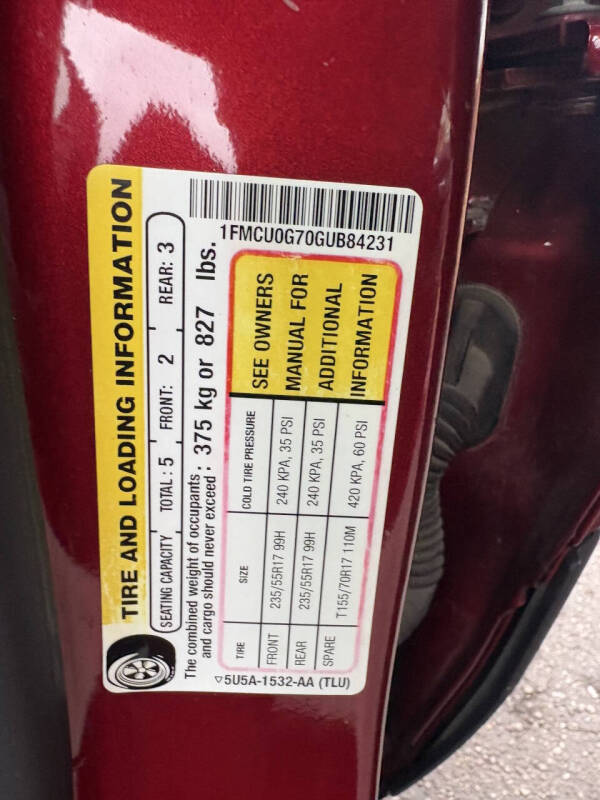 TIRE AND LOADING INFORMATION
SEATING CAPACITY TOTAL : 5 FRONT: 2 REAR: 3
The combined weight of occupants
and cargo should never exceed : 375 kg or 827 lbs.
TIRE SIZE COLD TIRE PRESSURE
FRONT 235/55R17 99H 240 KPA, 35 PSI
REAR 235/55R17 99H 240 KPA, 35 PSI
SPARE T155/70R17 110M 420 KPA, 60 PSI
SEE OWNERS
MANUAL FOR
ADDITIONAL
INFORMATION
1FMCU0G70GUB84231
▽5U5A-1532-AA (TLU)